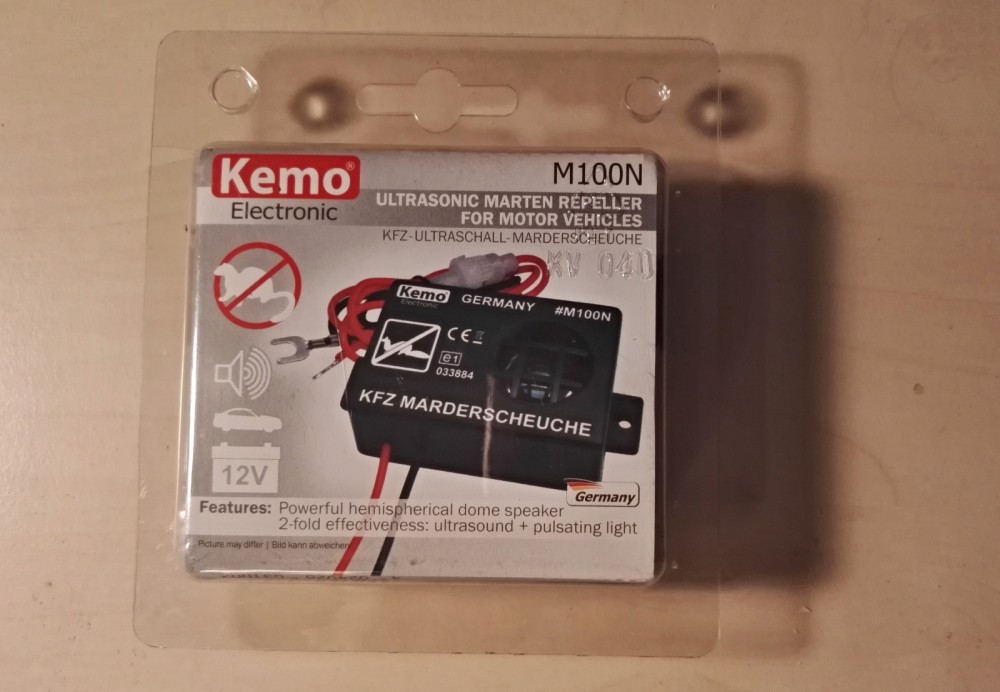 Kemo®
Electronic
M100N
ULTRASONIC MARTEN REPELLER
FOR MOTOR VEHICLES
KFZ-ULTRASCHALL-MARDERSCHEUCHE
KV 040
Kemo
Electronic
GERMANY
#M100N
CE
e1
033884
KFZ MARDERSCHEUCHE
12V
Germany
Features: Powerful hemispherical dome speaker
2-fold effectiveness: ultrasound + pulsating light
Picture may differ | Bild kann abweichen